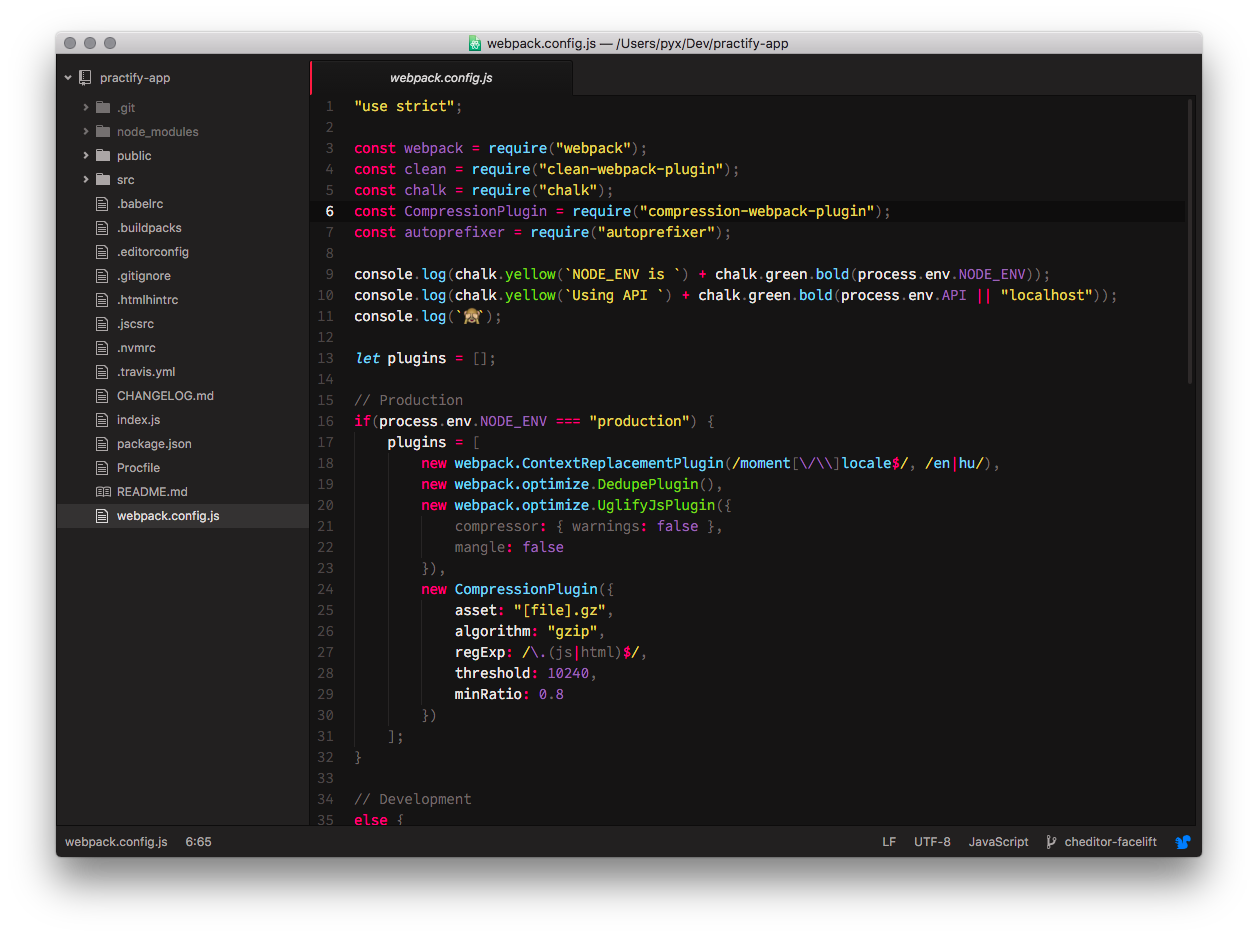 webpack.config.js — /Users/pyx/Dev/practify-app
practify-app
.git
node_modules
public
src
.babelrc
.buildpacks
.editorconfig
.gitignore
.htmlhintrc
.jscsrc
.nvmrc
.travis.yml
CHANGELOG.md
index.js
package.json
Procfile
README.md
webpack.config.js
webpack.config.js
1 "use strict";
2
3 const webpack = require("webpack");
4 const clean = require("clean-webpack-plugin");
5 const chalk = require("chalk");
6 const CompressionPlugin = require("compression-webpack-plugin");
7 const autoprefixer = require("autoprefixer");
8
9 console.log(chalk.yellow(`NODE_ENV is `) + chalk.green.bold(process.env.NODE_ENV));
10 console.log(chalk.yellow(`Using API `) + chalk.green.bold(process.env.API || "localhost"));
11 console.log(`🙈`);
12
13 let plugins = [];
14
15 // Production
16 if(process.env.NODE_ENV === "production") {
17     plugins = [
18         new webpack.ContextReplacementPlugin(/moment[\/\\]locale$/, /en|hu/),
19         new webpack.optimize.DedupePlugin(),
20         new webpack.optimize.UglifyJsPlugin({
21             compressor: { warnings: false },
22             mangle: false
23         }),
24         new CompressionPlugin({
25             asset: "[file].gz",
26             algorithm: "gzip",
27             regExp: /\.(js|html)$/,
28             threshold: 10240,
29             minRatio: 0.8
30         })
31     ];
32 }
33
34 // Development
35 else {
webpack.config.js 6:65 LF UTF-8 JavaScript cheditor-facelift